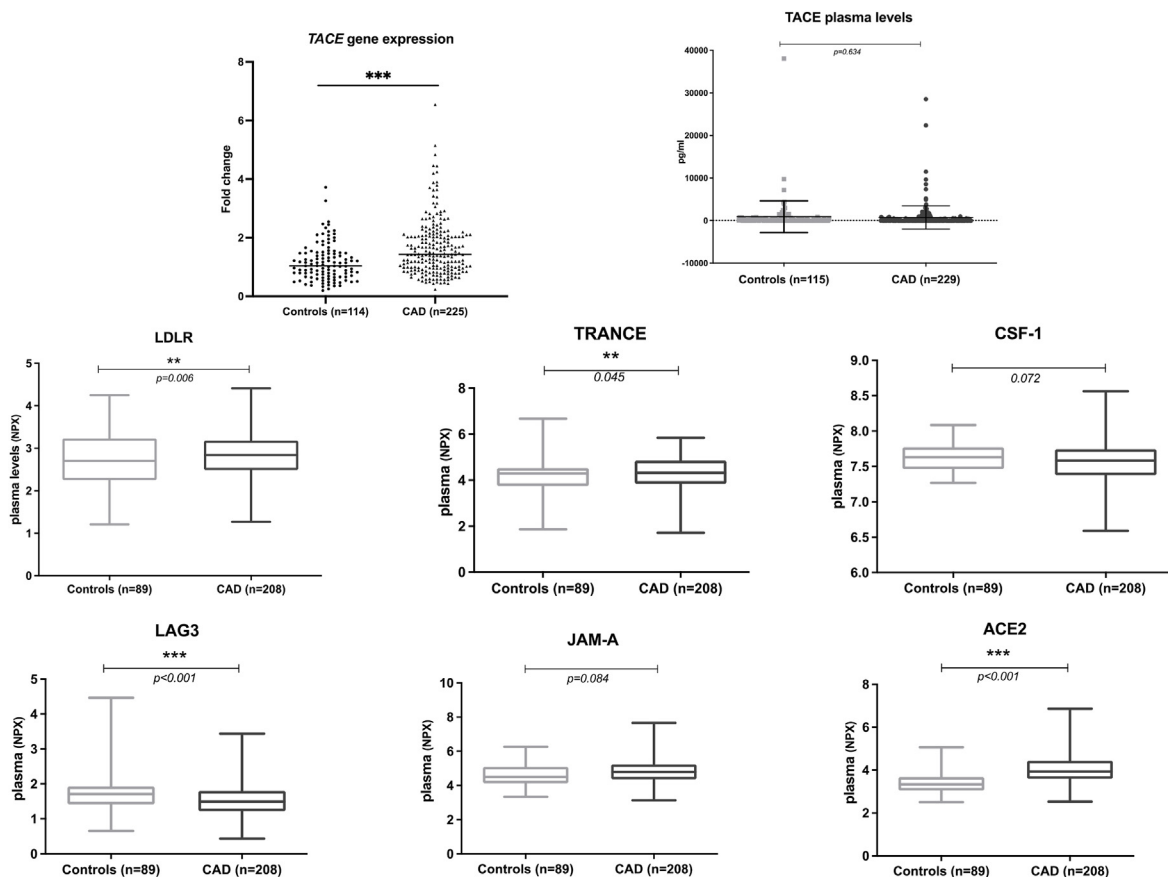 TACE gene expression
***
Fold change
8
6
4
2
0
Controls (n=114) CAD (n=225)
TACE plasma levels
p=0.634
pg/ml
40000
30000
20000
10000
0
-10000
Controls (n=115) CAD (n=229)
LDLR
**
p=0.006
plasma levels (NPX)
5
4
3
2
1
0
Controls (n=89) CAD (n=208)
TRANCE
**
0.045
plasma (NPX)
8
6
4
2
0
Controls (n=89) CAD (n=208)
CSF-1
0.072
plasma (NPX)
9.0
8.5
8.0
7.5
7.0
6.5
6.0
Controls (n=89) CAD (n=208)
LAG3
***
p<0.001
plasma (NPX)
5
4
3
2
1
0
Controls (n=89) CAD (n=208)
JAM-A
p=0.084
plasma (NPX)
10
8
6
4
2
0
Controls (n=89) CAD (n=208)
ACE2
***
p<0.001
plasma (NPX)
8
6
4
2
0
Controls (n=89) CAD (n=208)